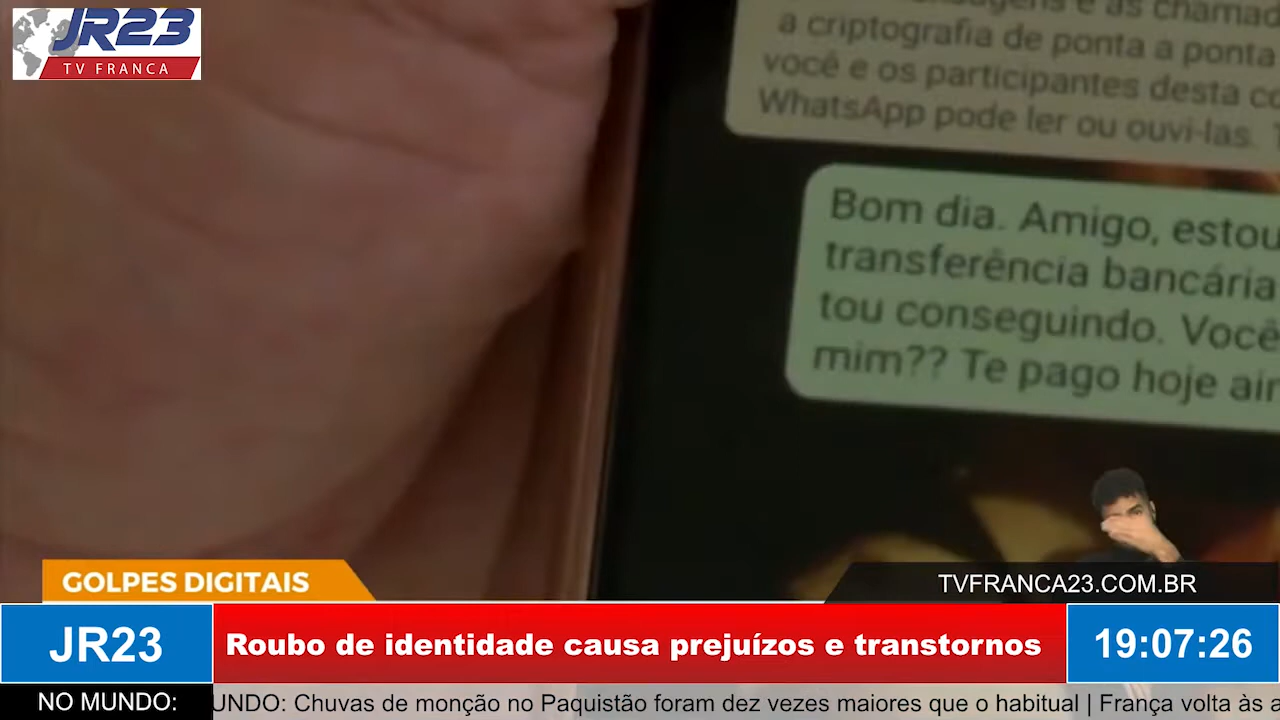 JR23
TV FRANCA
e as
a criptografia de ponta a ponta
você e os participantes desta
WhatsApp pode ler ou ouvi-las.
Bom dia. Amigo, estou
transferência bancária
tou conseguindo. Você
mim?? Te pago hoje
GOLPES DIGITAIS
TVFRANCA23.COM.BR
JR23
Roubo de identidade causa prejuízos e transtornos
19:07:26
NO MUNDO:
UNDO: Chuvas de monção no Paquistão foram dez vezes maiores que o habitual | França volta às